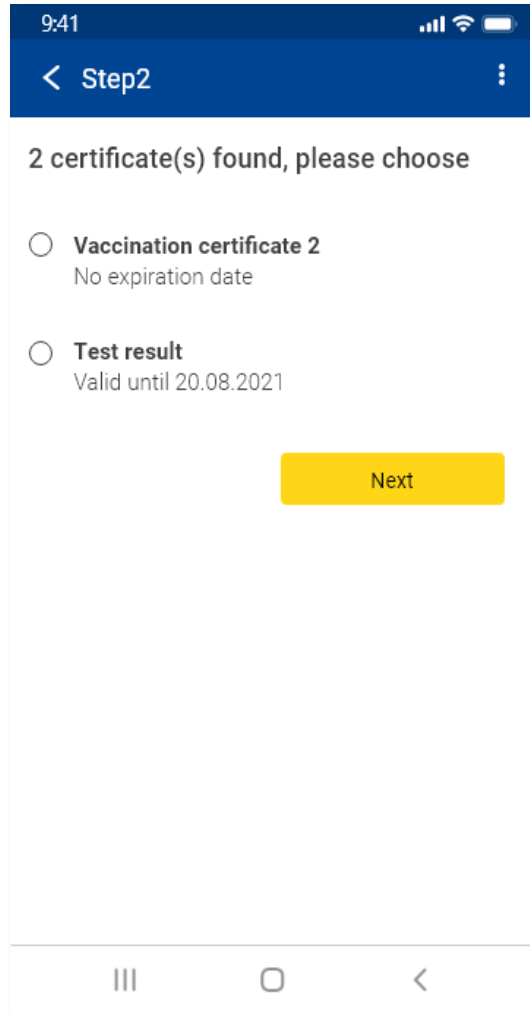 9:41
Step2
2 certificate(s) found, please choose
Vaccination certificate 2
No expiration date
Test result
Valid until 20.08.2021
Next